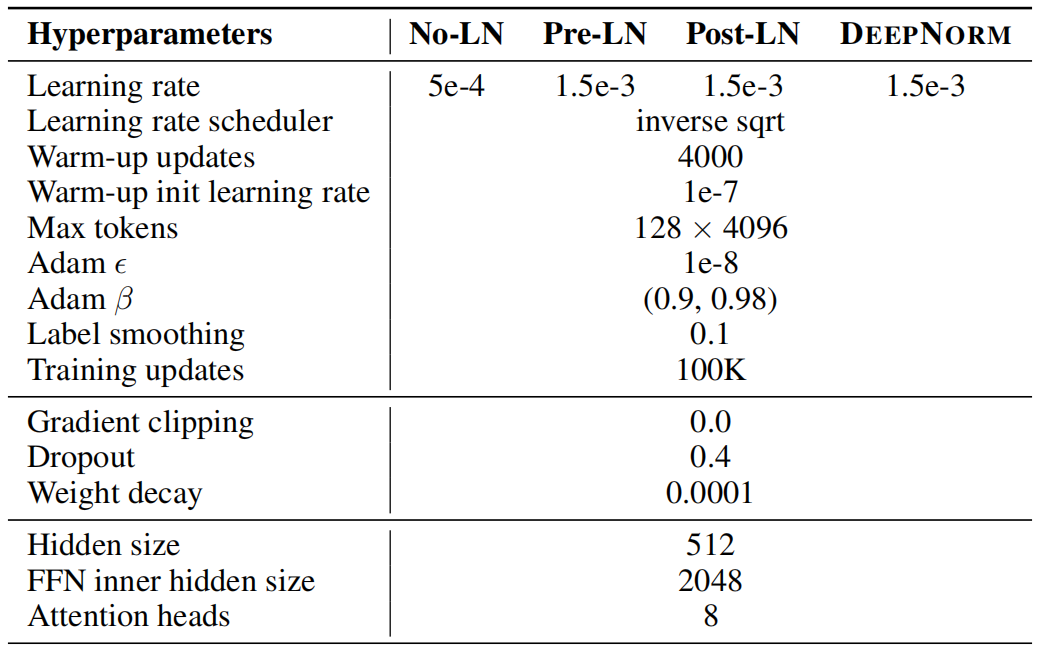 Hyperparameters No-LN Pre-LN Post-LN DEEPNORM
Learning rate 5e-4 1.5e-3 1.5e-3 1.5e-3
Learning rate scheduler inverse sqrt
Warm-up updates 4000
Warm-up init learning rate 1e-7
Max tokens 128 × 4096
Adam ϵ 1e-8
Adam β (0.9, 0.98)
Label smoothing 0.1
Training updates 100K
Gradient clipping 0.0
Dropout 0.4
Weight decay 0.0001
Hidden size 512
FFN inner hidden size 2048
Attention heads 8